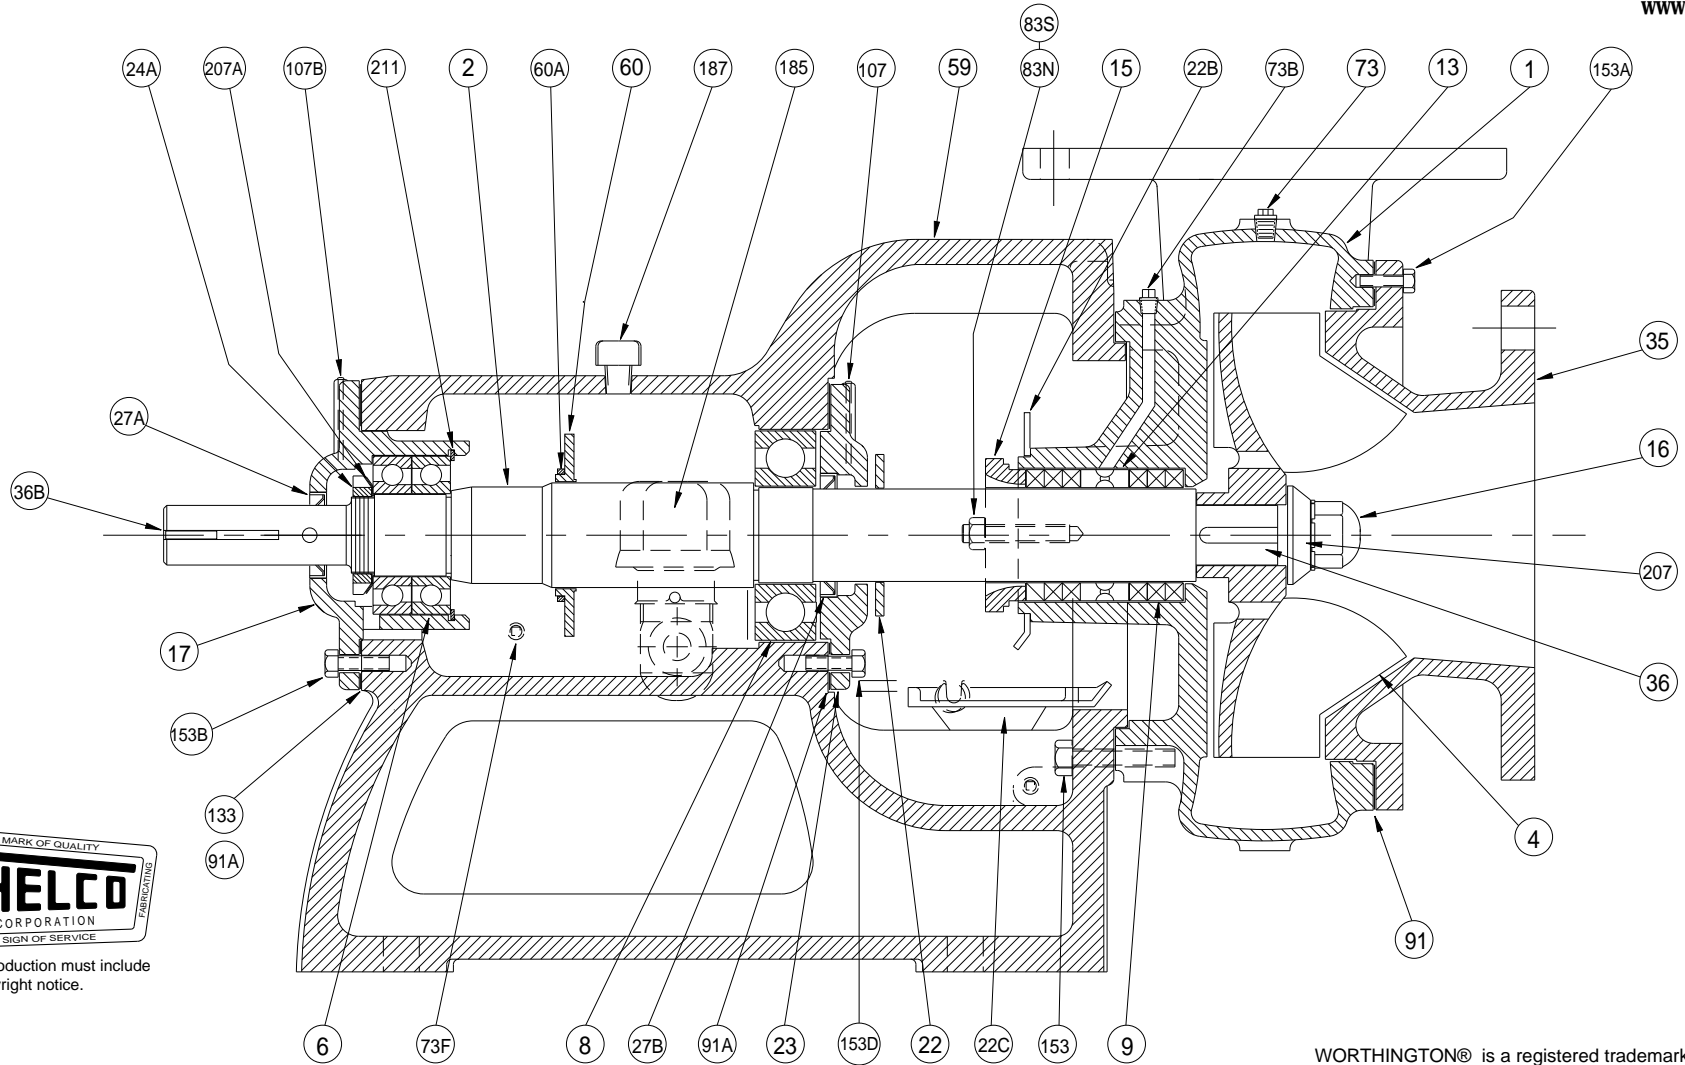 www
83S
24A 207A 107B 211 2 60A 60 187 185 107 59 83N 15 22B 73B 73 13 1 153A
35
27A
16
36B
207
17
36
153B
133
4
MARK OF QUALITY
91A
HELCO
FABRICATING
CORPORATION
SIGN OF SERVICE
91
oduction must include
right notice.
6 73F 8 27B 91A 23 153D 22 22C 153 9
WORTHINGTON® is a registered trademark